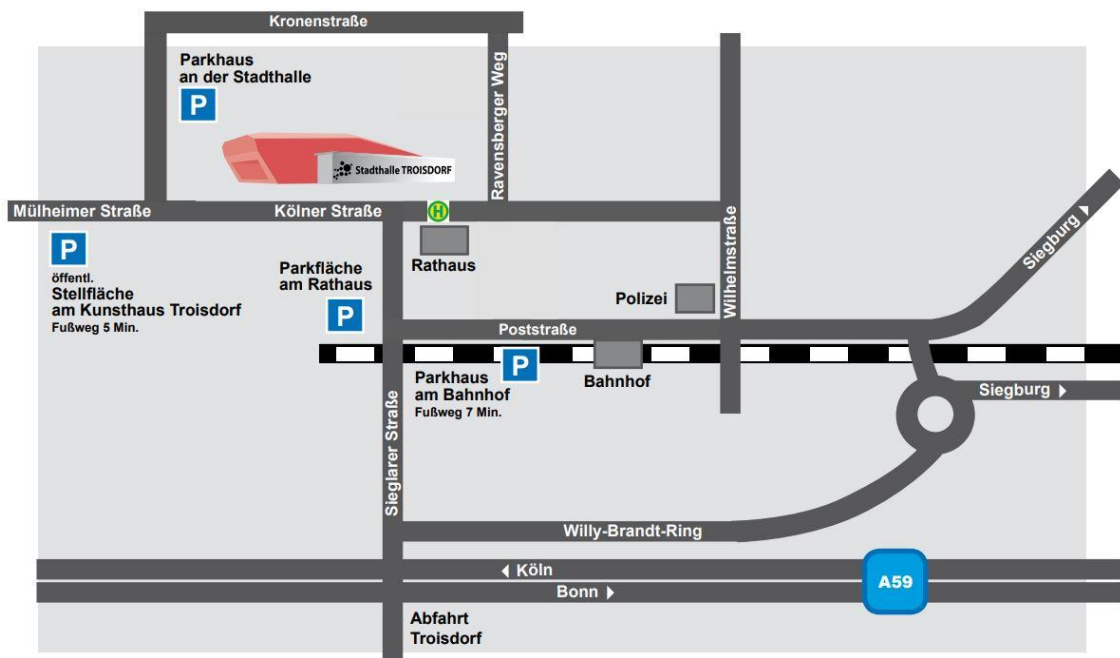 Kronenstraße
Parkhaus
an der Stadthalle
P
Ravensberger Weg
Stadthalle TROISDORF
Mülheimer Straße
Kölner Straße
H
Wilhelmstraße
Siegburg
P
öffentl.
Stellfläche
am Kunsthaus Troisdorf
Fußweg 5 Min.
Parkfläche
am Rathaus
P
Rathaus
Polizei
Poststraße
Parkhaus
am Bahnhof
Fußweg 7 Min.
P
Bahnhof
Siegburg
Sieglarer Straße
Willy-Brandt-Ring
Köln
Bonn
A59
Abfahrt
Troisdorf